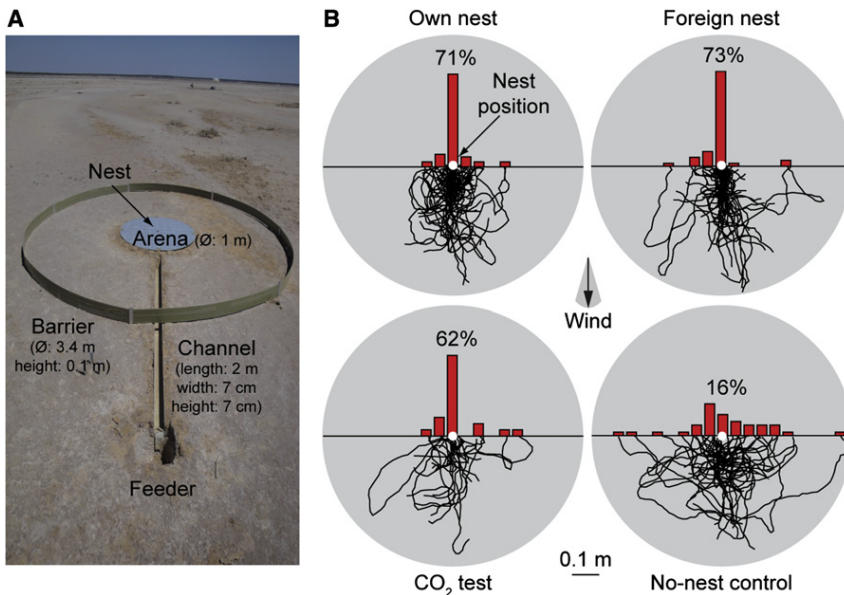 A
Nest
Arena (Ø: 1 m)
Barrier
(Ø: 3.4 m
height: 0.1 m)
Channel
(length: 2 m
width: 7 cm
height: 7 cm)
Feeder
B
Own nest
Foreign nest
71%
73%
Nest
position
Wind
62%
16%
0.1 m
CO₂ test
No-nest control